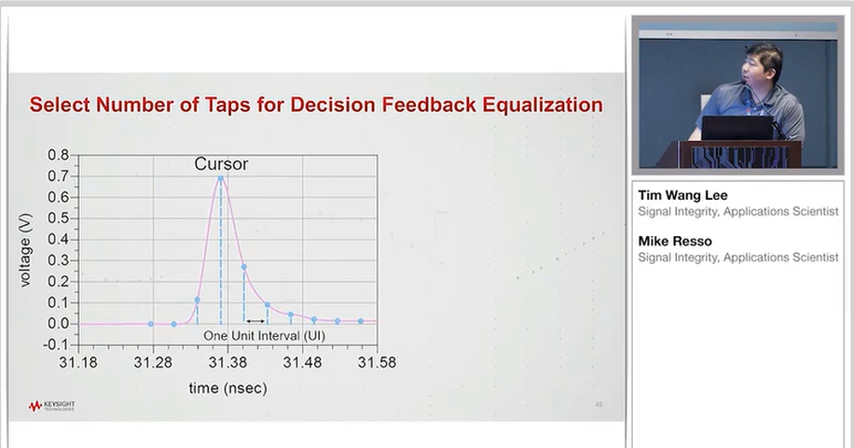 Select Number of Taps for Decision Feedback Equalization
Cursor
0.8
0.7
0.6
0.5
0.4
0.3
0.2
0.1
0.0
-0.1
voltage (V)
One Unit Interval (UI)
31.18 31.28 31.38 31.48 31.58
time (nsec)
KEYSIGHT
TECHNOLOGIES
49
Tim Wang Lee
Signal Integrity, Applications Scientist
Mike Resso
Signal Integrity, Applications Scientist